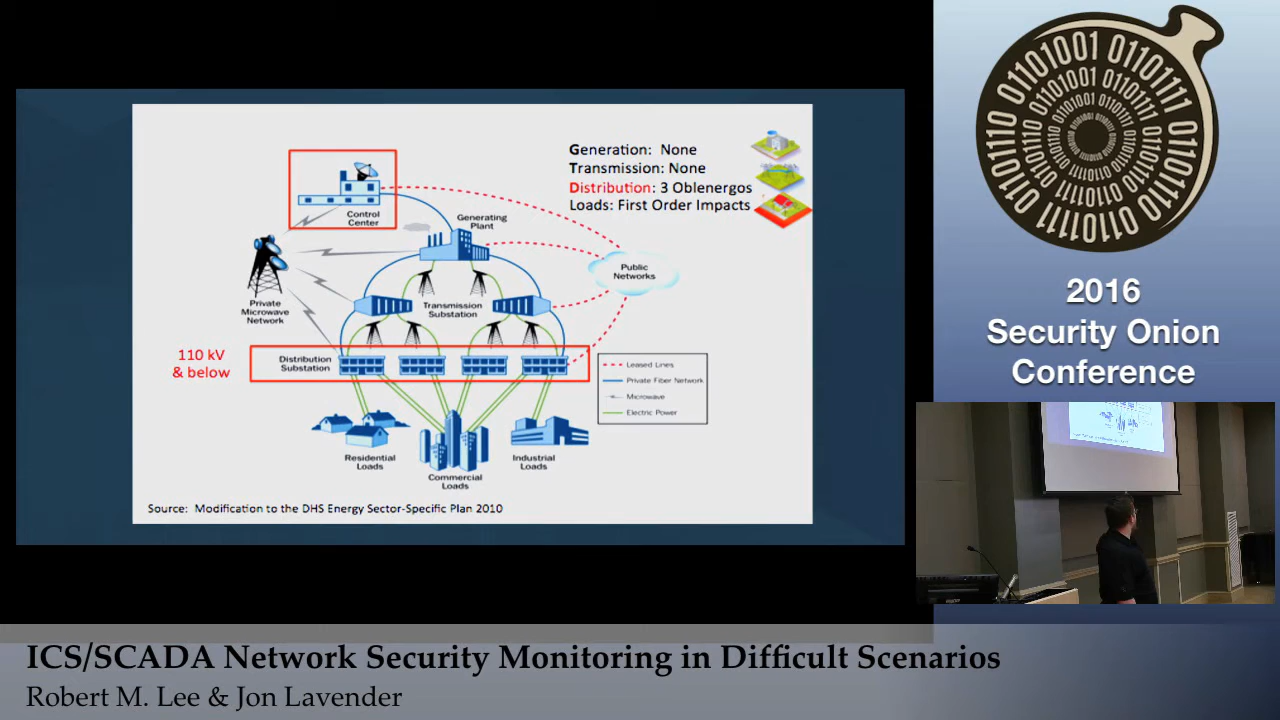 Generation: None
Transmission: None
Distribution: 3 Oblenergos
Loads: First Order Impacts
Control
Center
Generating
Plant
Public
Networks
Private
Microwave
Network
Transmission
Substation
110 kV
& below
Distribution
Substation
Leased Lines
Private Fiber Network
Microwave
Electric Power
Residential
Loads
Commercial
Loads
Industrial
Loads
Source: Modification to the DHS Energy Sector-Specific Plan 2010
2016
Security Onion
Conference
ICS/SCADA Network Security Monitoring in Difficult Scenarios
Robert M. Lee & Jon Lavender